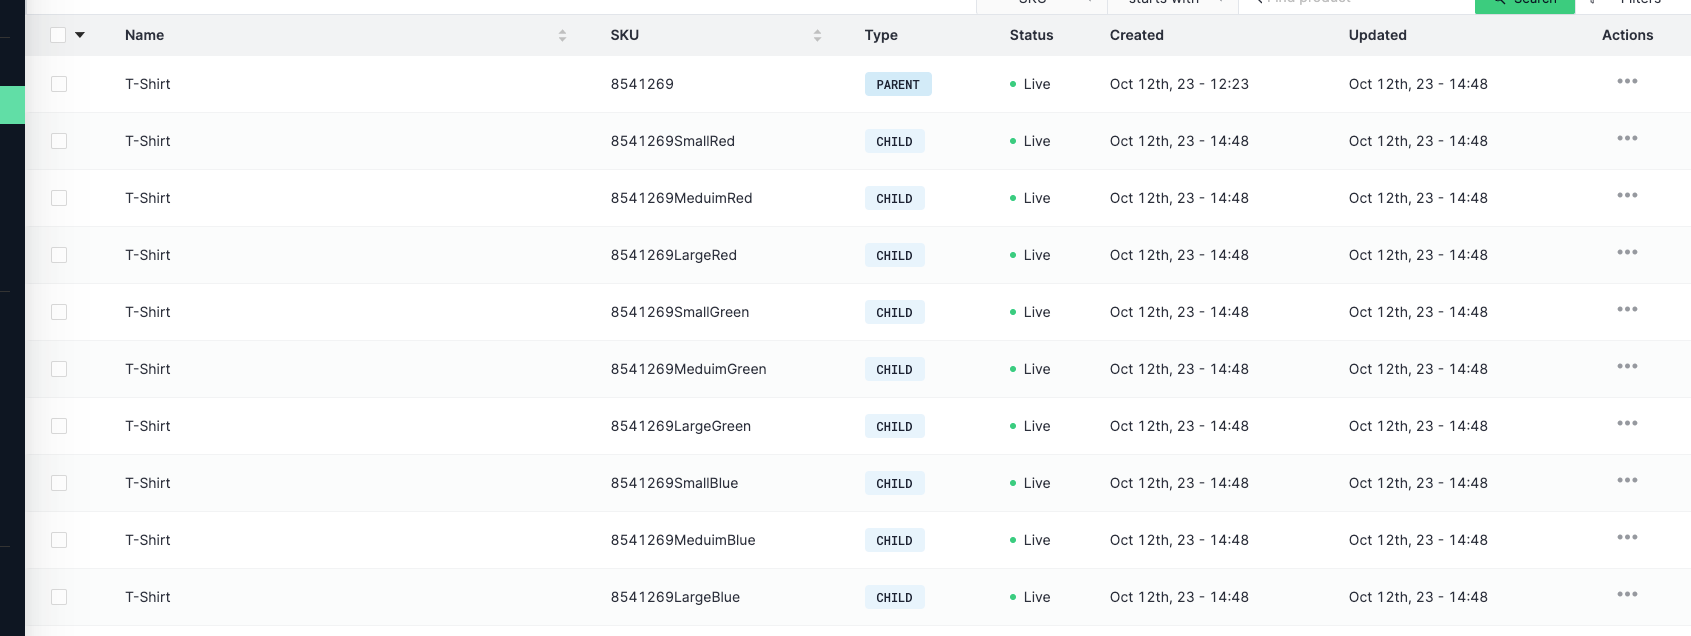 SKU starts with Find product Search Filters
Name SKU Type Status Created Updated Actions
T-Shirt 8541269 PARENT Live Oct 12th, 23 - 12:23 Oct 12th, 23 - 14:48
T-Shirt 8541269SmallRed CHILD Live Oct 12th, 23 - 14:48 Oct 12th, 23 - 14:48
T-Shirt 8541269MeduimRed CHILD Live Oct 12th, 23 - 14:48 Oct 12th, 23 - 14:48
T-Shirt 8541269LargeRed CHILD Live Oct 12th, 23 - 14:48 Oct 12th, 23 - 14:48
T-Shirt 8541269SmallGreen CHILD Live Oct 12th, 23 - 14:48 Oct 12th, 23 - 14:48
T-Shirt 8541269MeduimGreen CHILD Live Oct 12th, 23 - 14:48 Oct 12th, 23 - 14:48
T-Shirt 8541269LargeGreen CHILD Live Oct 12th, 23 - 14:48 Oct 12th, 23 - 14:48
T-Shirt 8541269SmallBlue CHILD Live Oct 12th, 23 - 14:48 Oct 12th, 23 - 14:48
T-Shirt 8541269MeduimBlue CHILD Live Oct 12th, 23 - 14:48 Oct 12th, 23 - 14:48
T-Shirt 8541269LargeBlue CHILD Live Oct 12th, 23 - 14:48 Oct 12th, 23 - 14:48